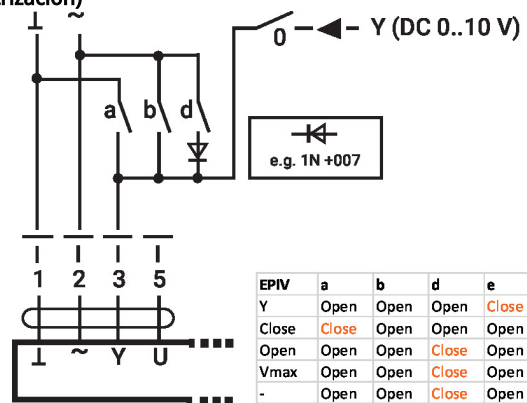 trización)
⊥ ~
0 Y (DC 0..10 V)
a b d
e.g. 1N +007
1 2 3 5
⊥ ~ Y U
EPIV a b d e
Y Open Open Open Close
Close Close Open Open Open
Open Open Open Close Open
Vmax Open Open Close Open
- Open Open Close Open